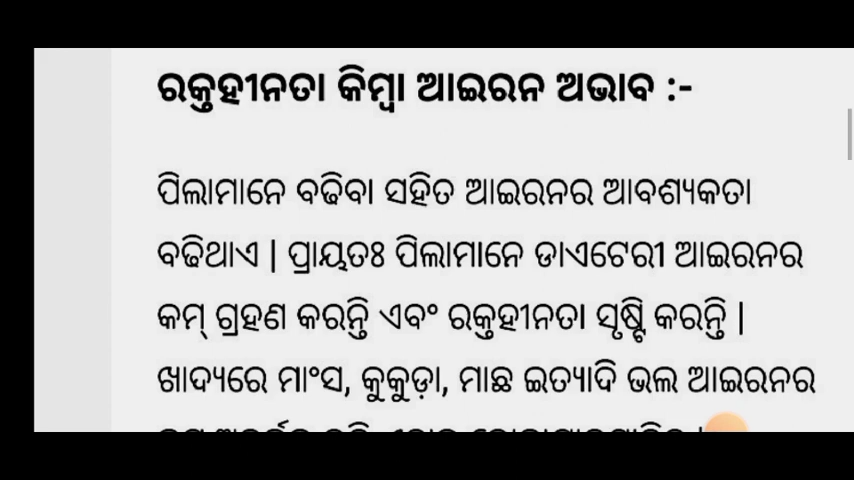 ରକ୍ତହୀନତା କିମ୍ବା ଆଇରନ ଅଭାବ :-
ପିଲାମାନେ ବଢିବା ସହିତ ଆଇରନର ଆବଶ୍ୟକତା
ବଢିଥାଏ | ପ୍ରାୟତଃ ପିଲାମାନେ ଡାଏଟେରୀ ଆଇରନର
କମ୍ ଗ୍ରହଣ କରନ୍ତି ଏବଂ ରକ୍ତହୀନତା ସୃଷ୍ଟି କରନ୍ତି |
ଖାଦ୍ୟରେ ମାଂସ, କୁକୁଡ଼ା, ମାଛ ଇତ୍ୟାଦି ଭଲ ଆଇରନର